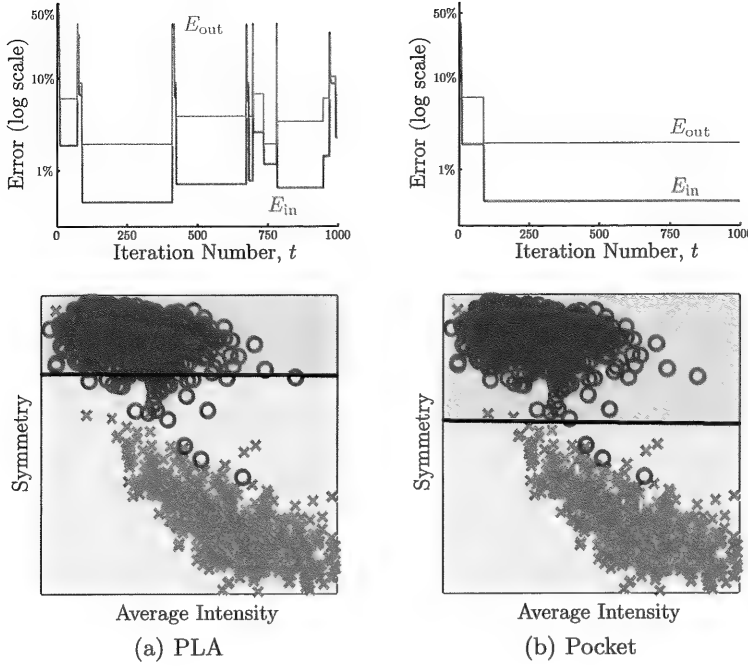 50%
10%
1%
Error (log scale)
E_out
E_in
0 250 500 750 1000
Iteration Number, t
50%
10%
1%
Error (log scale)
E_out
E_in
0 250 500 750 1000
Iteration Number, t
Symmetry
Average Intensity
(a) PLA
Symmetry
Average Intensity
(b) Pocket